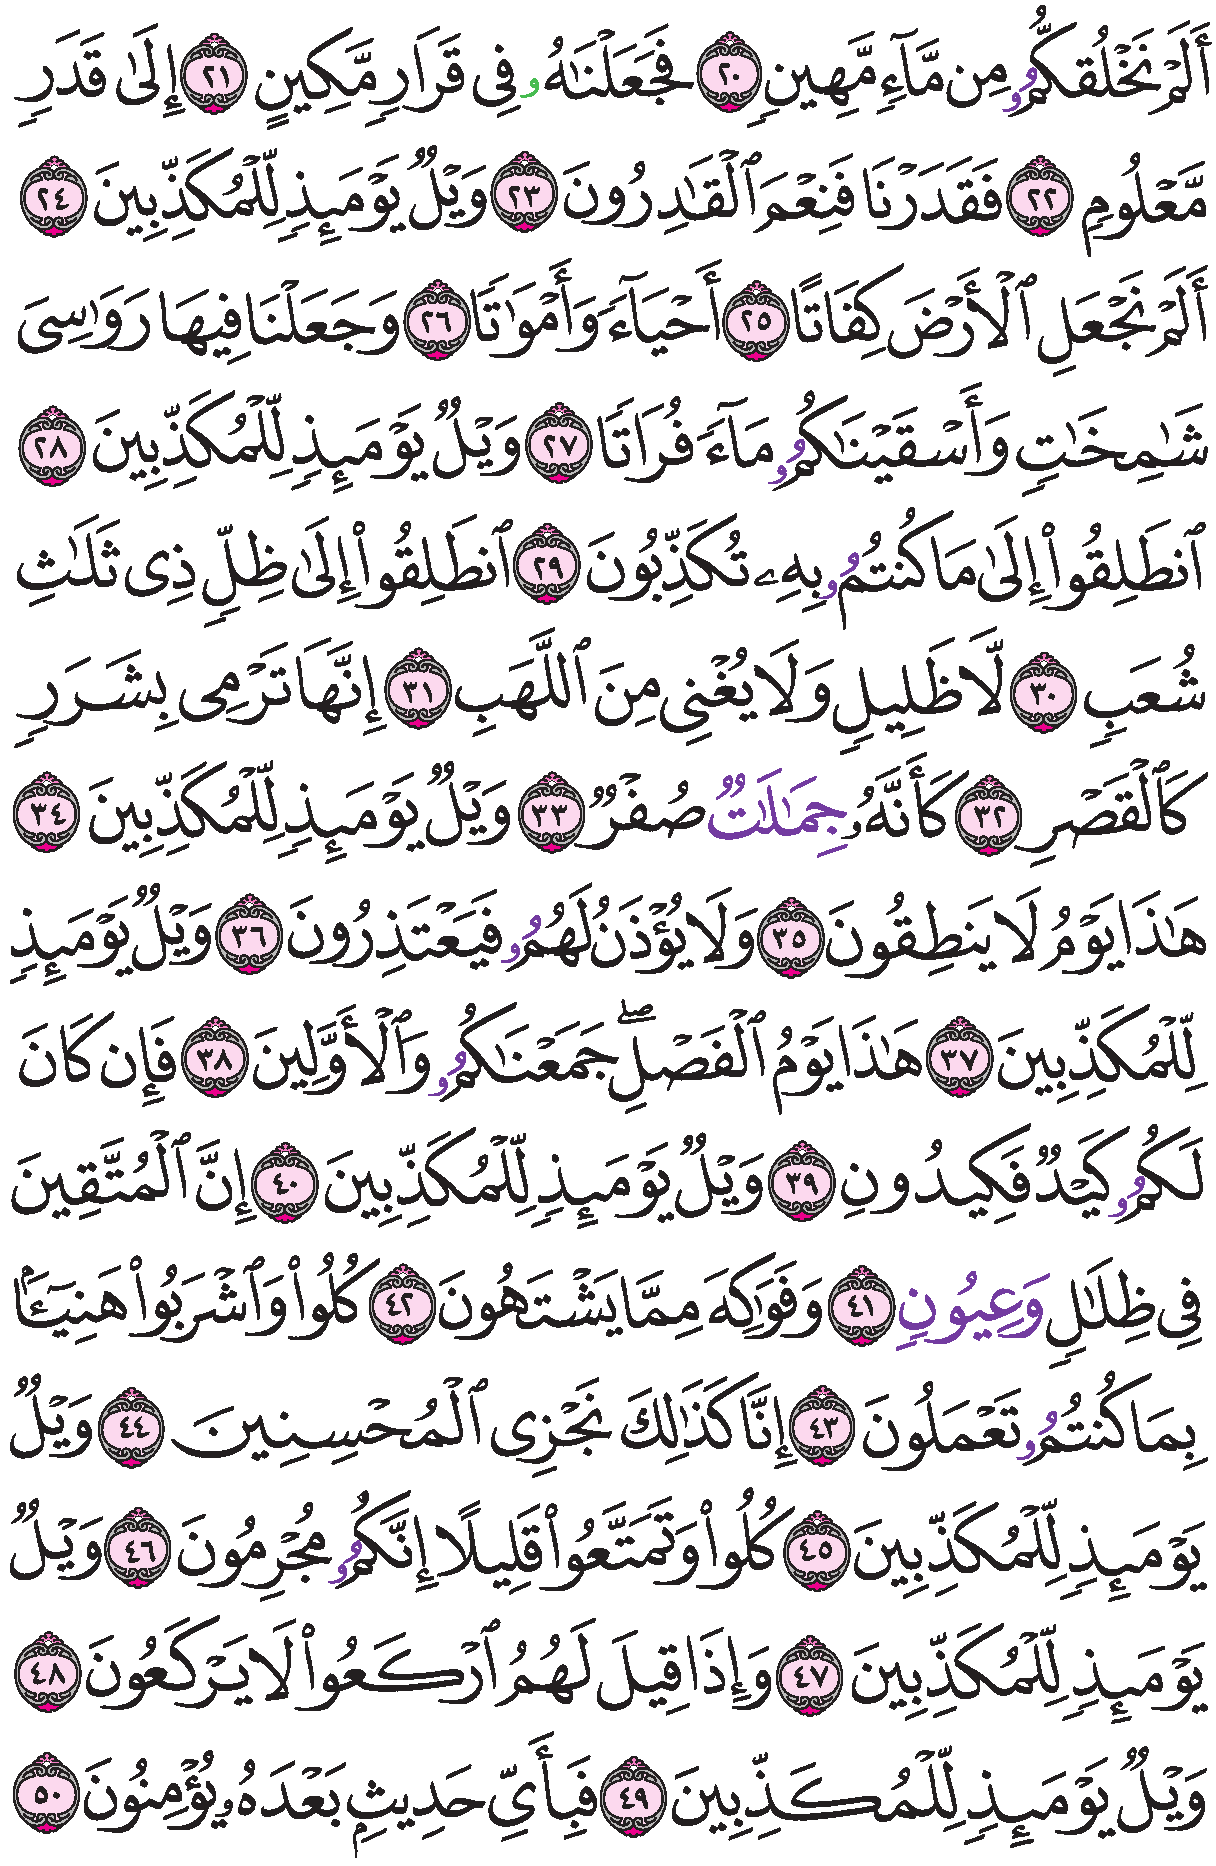 أَلَمْ نَخْلُقكُّمُۥ مِن مَّآءٍ مَّهِينٍ ٢٠ فَجَعَلْنَـٰهُۥ فِى قَرَارٍ مَّكِينٍ ٢١ إِلَىٰ قَدَرٍ
مَّعْلُومٍ ٢٢ فَقَدَرْنَا فَنِعْمَ ٱلْقَـٰدِرُونَ ٢٣ وَيْلٌ يَوْمَئِذٍ لِّلْمُكَذِّبِينَ ٢٤
أَلَمْ نَجْعَلِ ٱلْأَرْضَ كِفَاتًا ٢٥ أَحْيَآءً وَأَمْوَٰتًا ٢٦ وَجَعَلْنَا فِيهَا رَوَٰسِىَ
شَـٰمِخَـٰتٍ وَأَسْقَيْنَـٰكُمُۥ مَآءً فُرَاتًا ٢٧ وَيْلٌ يَوْمَئِذٍ لِّلْمُكَذِّبِينَ ٢٨
ٱنطَلِقُوٓا۟ إِلَىٰ مَا كُنتُمُۥ بِهِۦ تُكَذِّبُونَ ٢٩ ٱنطَلِقُوٓا۟ إِلَىٰ ظِلٍّ ذِى ثَلَـٰثِ
شُعَبٍ ٣٠ لَّا ظَلِيلٍ وَلَا يُغْنِى مِنَ ٱللَّهَبِ ٣١ إِنَّهَا تَرْمِى بِشَرَرٍ
كَٱلْقَصْرِ ٣٢ كَأَنَّهُۥ جِمَـٰلَـٰتٌ صُفْرٌ ٣٣ وَيْلٌ يَوْمَئِذٍ لِّلْمُكَذِّبِينَ ٣٤
هَـٰذَا يَوْمُ لَا يَنطِقُونَ ٣٥ وَلَا يُؤْذَنُ لَهُمُۥ فَيَعْتَذِرُونَ ٣٦ وَيْلٌ يَوْمَئِذٍ
لِّلْمُكَذِّبِينَ ٣٧ هَـٰذَا يَوْمُ ٱلْفَصْلِ ۖ جَمَعْنَـٰكُمُۥ وَٱلْأَوَّلِينَ ٣٨ فَإِن كَانَ
لَكُمُۥ كَيْدٌ فَكِيدُونِ ٣٩ وَيْلٌ يَوْمَئِذٍ لِّلْمُكَذِّبِينَ ٤٠ إِنَّ ٱلْمُتَّقِينَ
فِى ظِلَـٰلٍ وَعِيُونٍ ٤١ وَفَوَٰكِهَ مِمَّا يَشْتَهُونَ ٤٢ كُلُوا۟ وَٱشْرَبُوا۟ هَنِيٓـًٔۢا
بِمَا كُنتُمُۥ تَعْمَلُونَ ٤٣ إِنَّا كَذَٰلِكَ نَجْزِى ٱلْمُحْسِنِينَ ٤٤ وَيْلٌ
يَوْمَئِذٍ لِّلْمُكَذِّبِينَ ٤٥ كُلُوا۟ وَتَمَتَّعُوا۟ قَلِيلًا إِنَّكُمُۥ مُجْرِمُونَ ٤٦ وَيْلٌ
يَوْمَئِذٍ لِّلْمُكَذِّبِينَ ٤٧ وَإِذَا قِيلَ لَهُمُ ٱرْكَعُوا۟ لَا يَرْكَعُونَ ٤٨
وَيْلٌ يَوْمَئِذٍ لِّلْمُكَذِّبِينَ ٤٩ فَبِأَىِّ حَدِيثٍۭ بَعْدَهُۥ يُؤْمِنُونَ ٥٠